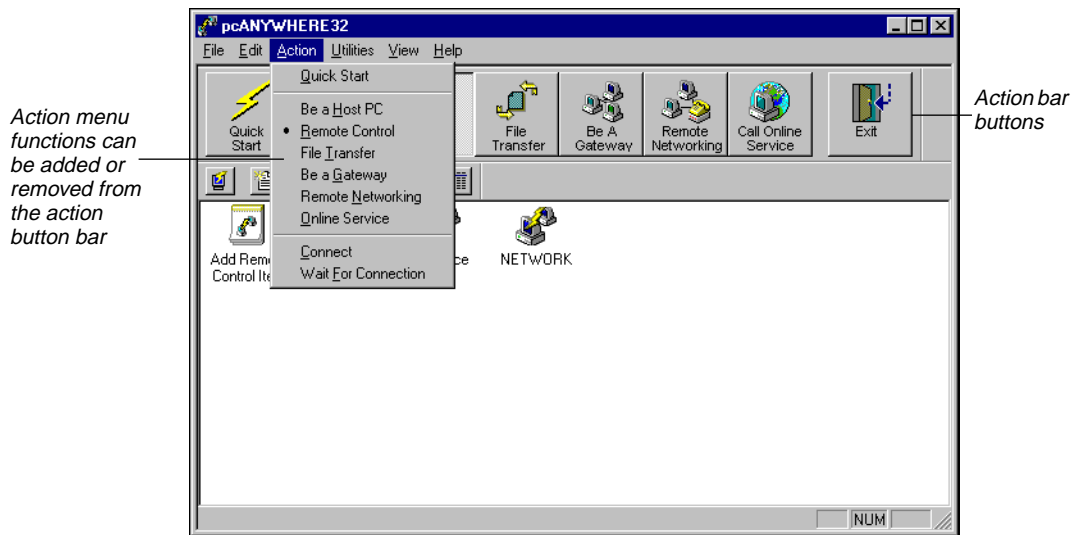 pcANYWHERE32
File Edit Action Utilities View Help
Quick Start
Be a Host PC
Remote Control
File Transfer
Be a Gateway
Remote Networking
Online Service
Connect
Wait For Connection
Quick
Start
File
Transfer
Be A
Gateway
Remote
Networking
Call Online
Service
Exit
Add Rem
Control Ite
ce
NETWORK
NUM
Action menu
functions can
be added or
removed from
the action
button bar
Action bar
buttons